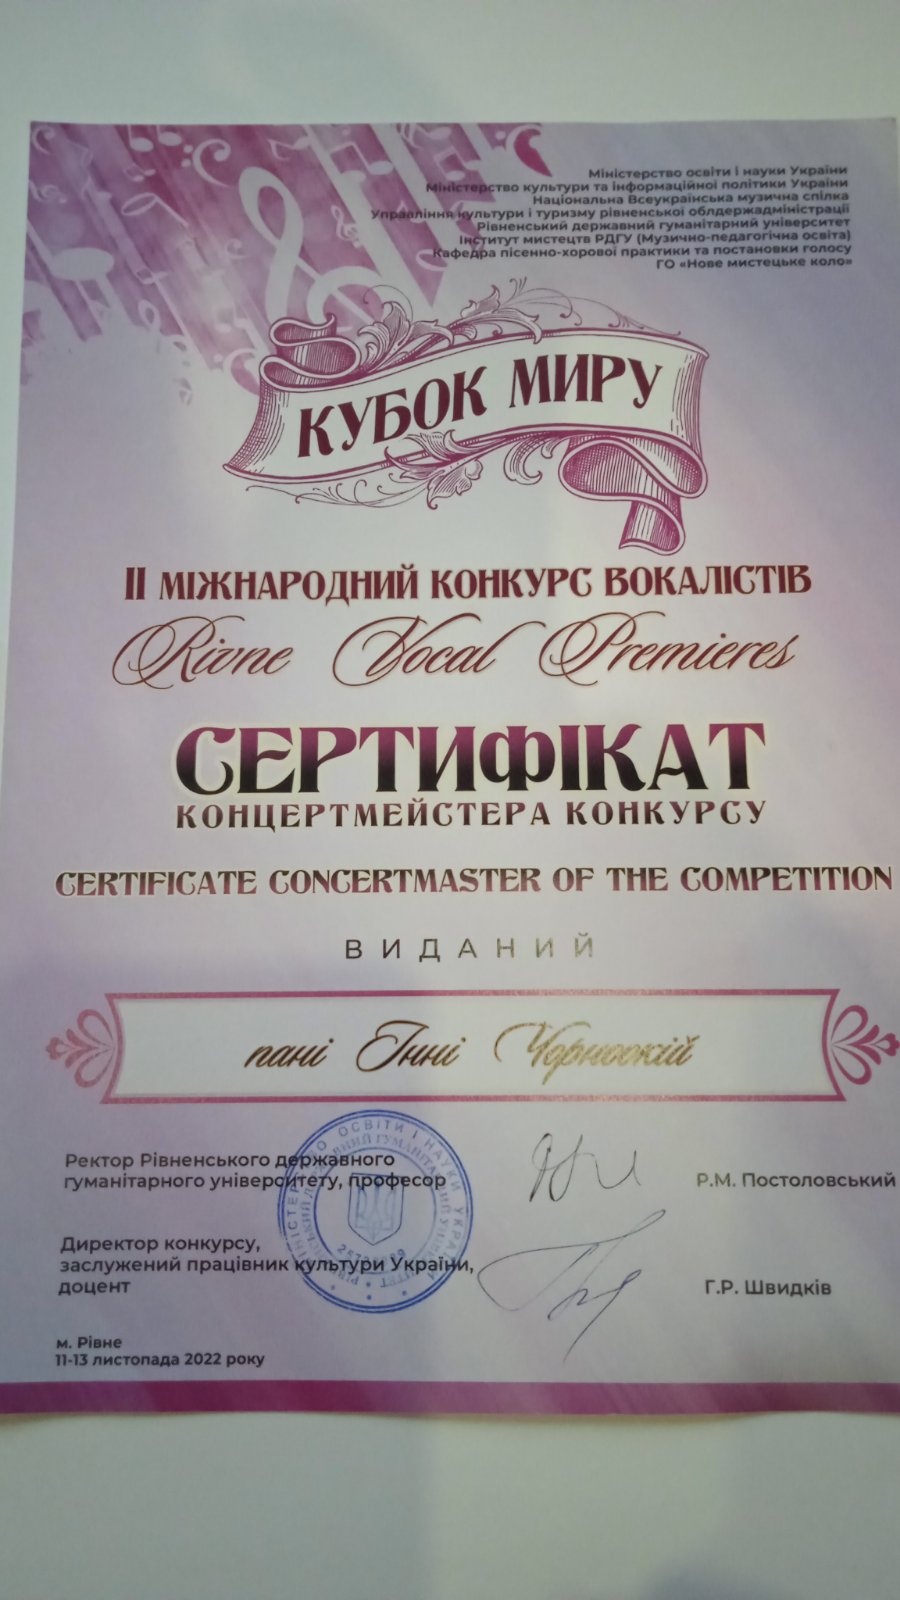 Міністерство освіти і науки України
Міністерство культури та інформаційної політики України
Національна Всеукраїнська музична спілка
Управління культури і туризму рівненської облдержадміністрації
Рівненський державний гуманітарний університет
Інститут мистецтв РДГУ (Музично-педагогічна освіта)
Кафедра пісенно-хорової практики та постановки голосу
ГО «Нове мистецьке коло»
КУБОК МИРУ
ІІ МІЖНАРОДНИЙ КОНКУРС ВОКАЛІСТІВ
Rivne Vocal Premieres
СЕРТИФІКАТ
КОНЦЕРТМЕЙСТЕРА КОНКУРСУ
CERTIFICATE CONCERTMASTER OF THE COMPETITION
ВИДАНИЙ
пані Інні Чорноокій
Ректор Рівненського державного
гуманітарного університету, професор
Р.М. Постоловський
Директор конкурсу,
заслужений працівник культури України,
доцент
Г.Р. Швидків
м. Рівне
11-13 листопада 2022 року